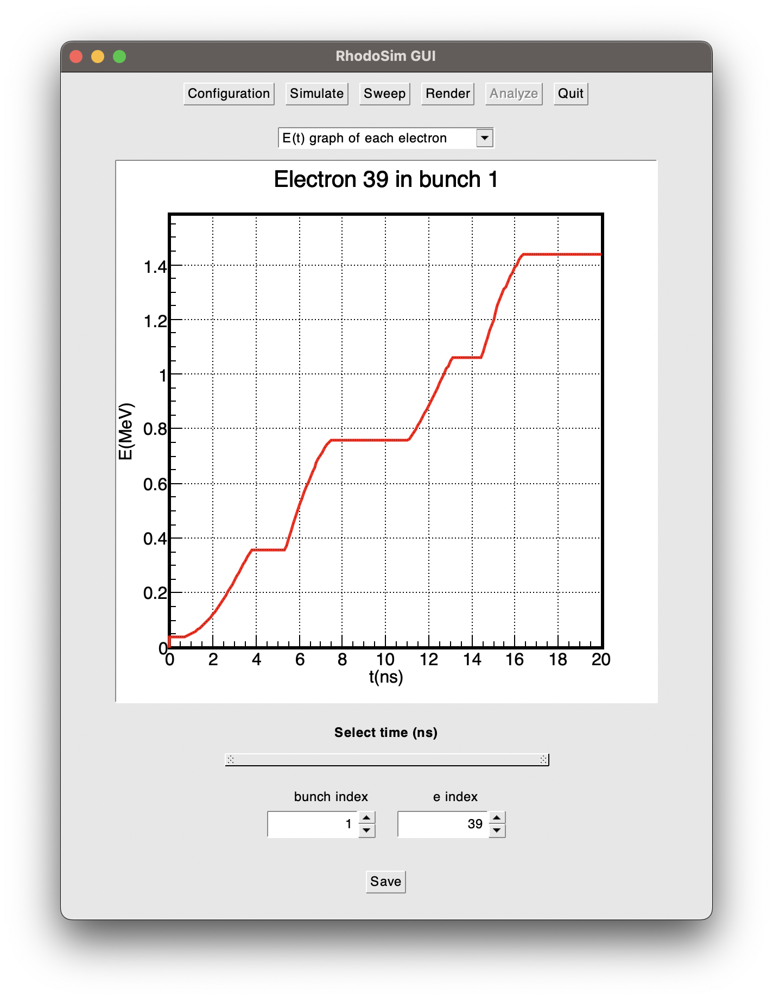 RhodoSim GUI
Configuration Simulate Sweep Render Analyze Quit
E(t) graph of each electron
Electron 39 in bunch 1
1.4
1.2
1
0.8
0.6
0.4
0.2
0
E(MeV)
0 2 4 6 8 10 12 14 16 18 20
t(ns)
Select time (ns)
bunch index e index
1 39
Save